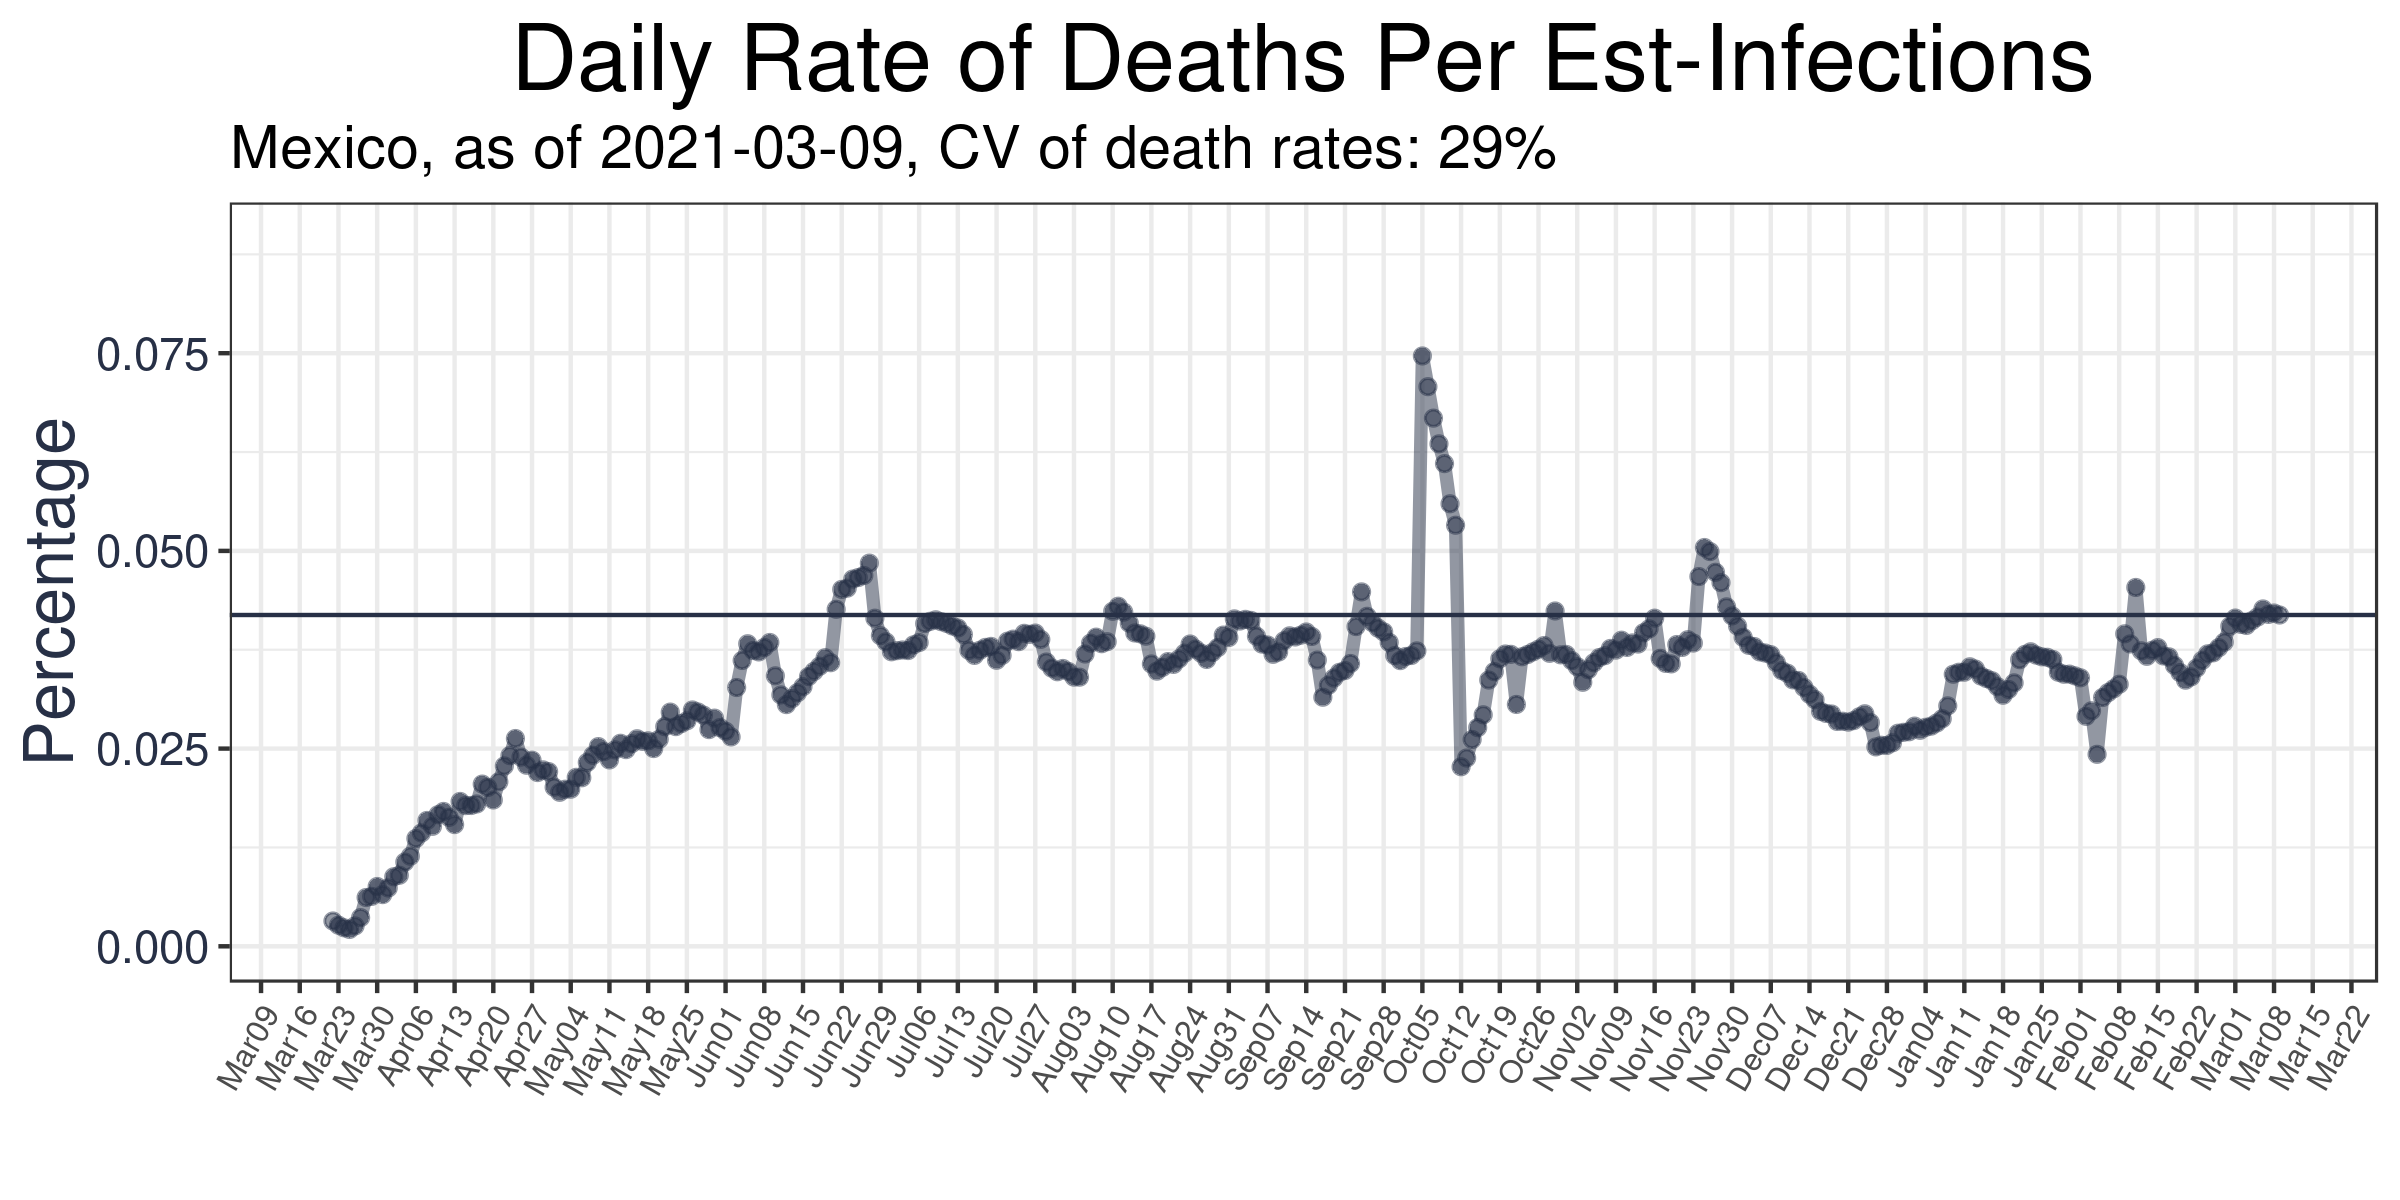 Daily Rate of Deaths Per Est-Infections
Mexico, as of 2021-03-09, CV of death rates: 29%
Percentage
0.075
0.050
0.025
0.000
Mar09
Mar16
Mar23
Mar30
Apr06
Apr13
Apr20
Apr27
May04
May11
May18
May25
Jun01
Jun08
Jun15
Jun22
Jun29
Jul06
Jul13
Jul20
Jul27
Aug03
Aug10
Aug17
Aug24
Aug31
Sep07
Sep14
Sep21
Sep28
Oct05
Oct12
Oct19
Oct26
Nov02
Nov09
Nov16
Nov23
Nov30
Dec07
Dec14
Dec21
Dec28
Jan04
Jan11
Jan18
Jan25
Feb01
Feb08
Feb15
Feb22
Mar01
Mar08
Mar15
Mar22